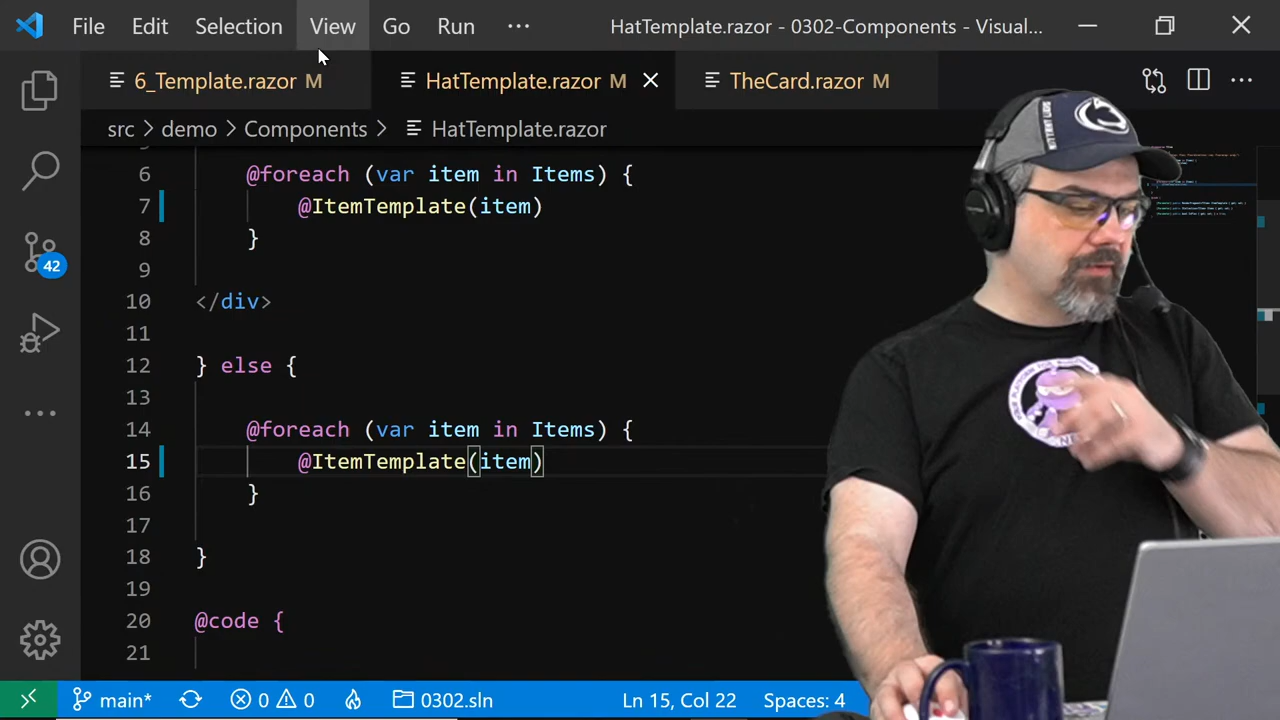 File Edit Selection View Go Run ··· HatTemplate.razor - 0302-Components - Visual...
6_Template.razor M HatTemplate.razor M TheCard.razor M
src > demo > Components > HatTemplate.razor
6 @foreach (var item in Items) {
7 @ItemTemplate(item)
8 }
9
10 </div>
11
12 } else {
13
14 @foreach (var item in Items) {
15 @ItemTemplate(item)
16 }
17
18 }
19
20 @code {
21
42
main* 0 0 0302.sln Ln 15, Col 22 Spaces: 4